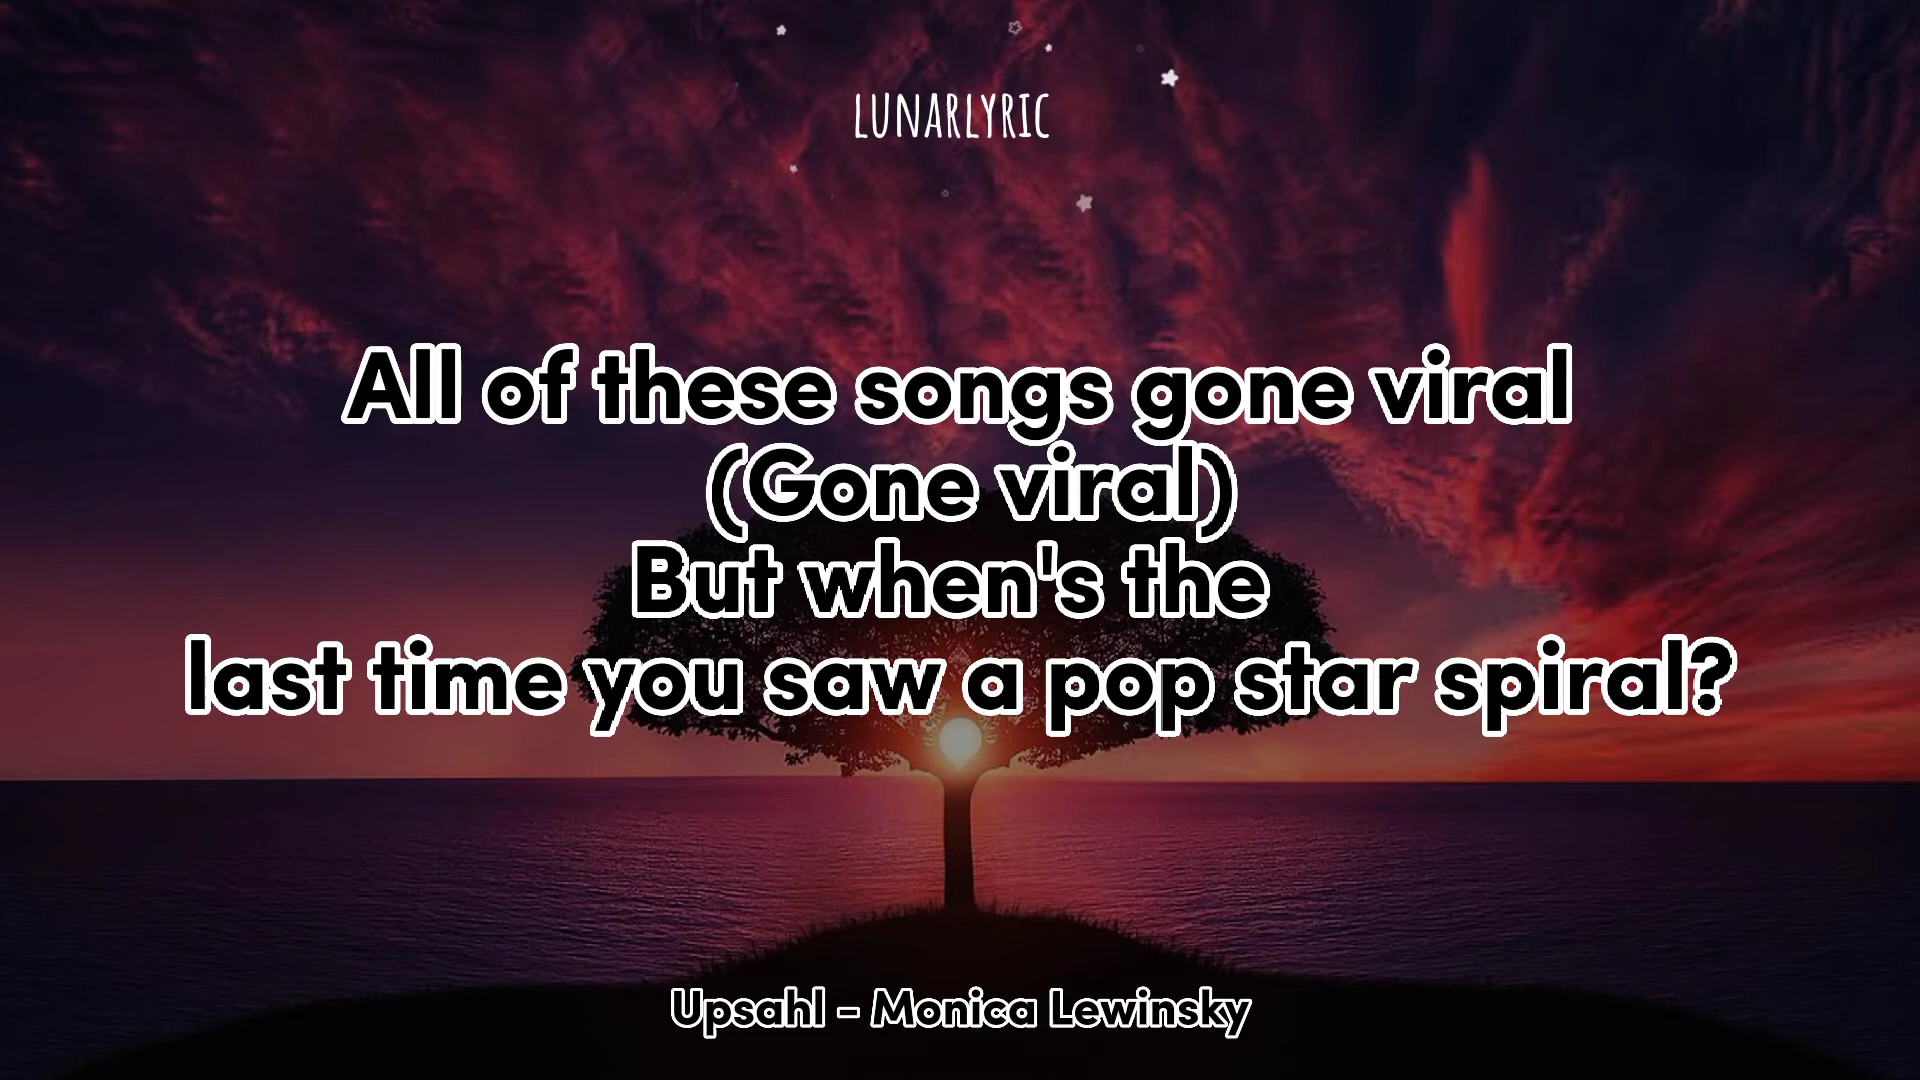 LUNARLYRIC
All of these songs gone viral
(Gone viral)
But when's the
last time you saw a pop star spiral?
Upsahl - Monica Lewinsky